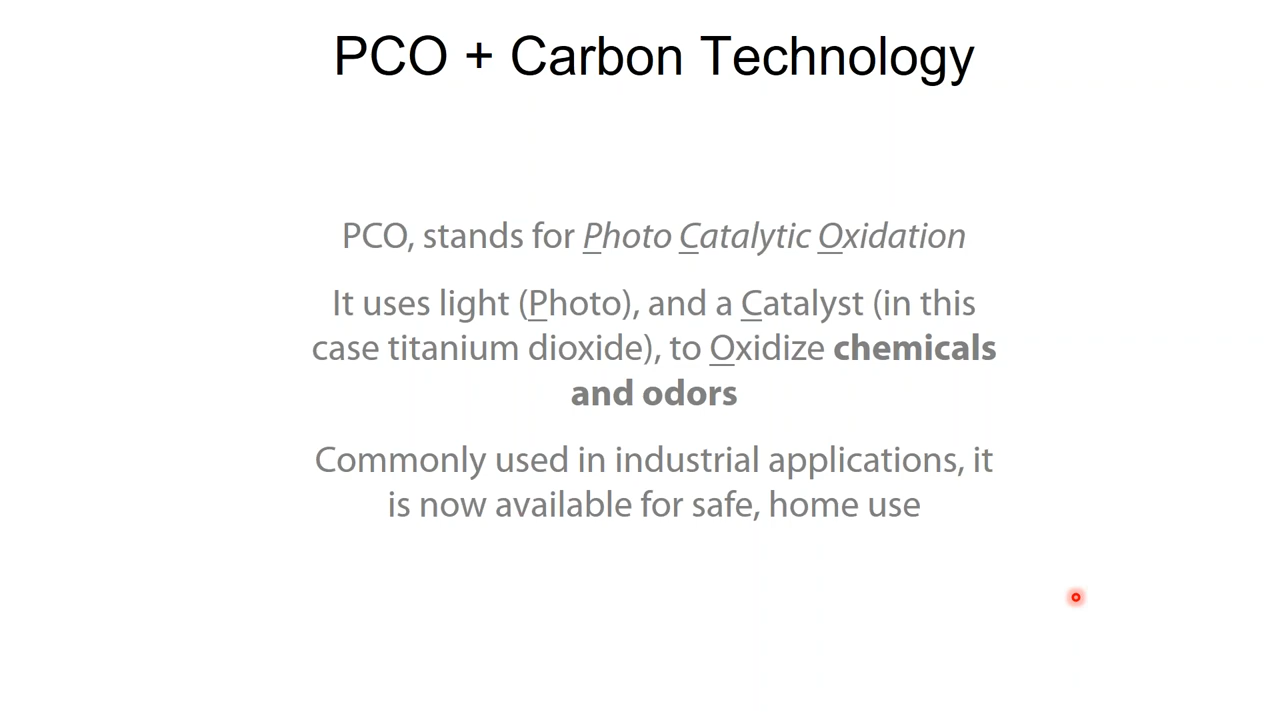 PCO + Carbon Technology
PCO, stands for Photo Catalytic Oxidation
It uses light (Photo), and a Catalyst (in this
case titanium dioxide), to Oxidize chemicals
and odors
Commonly used in industrial applications, it
is now available for safe, home use